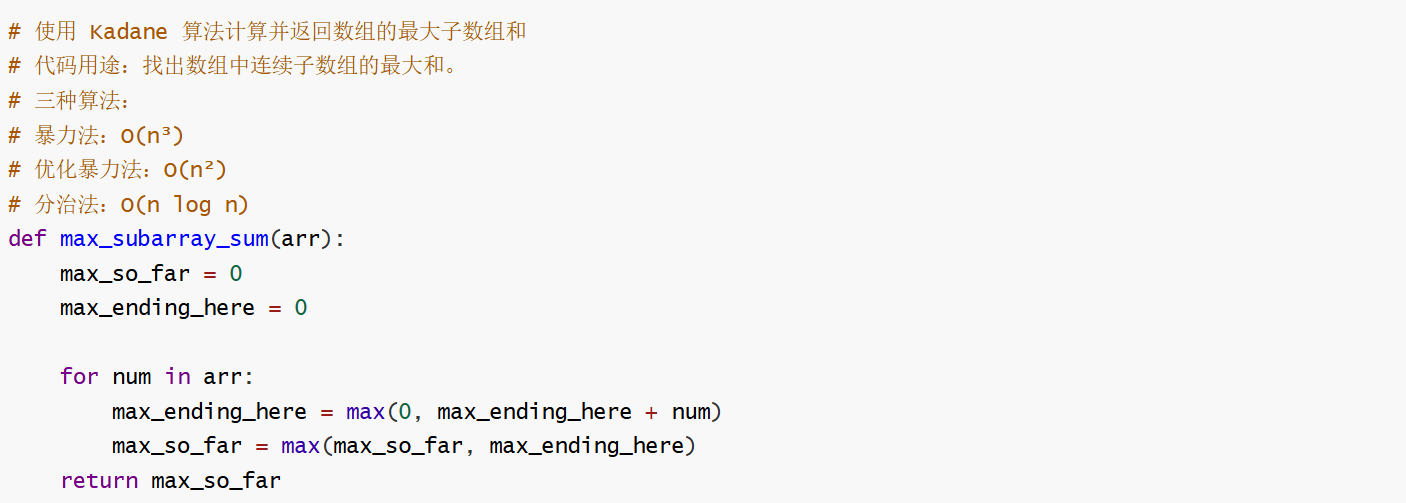 # 使用 Kadane 算法计算并返回数组的最大子数组和
# 代码用途：找出数组中连续子数组的最大和。
# 三种算法：
# 暴力法：O(n³)
# 优化暴力法：O(n²)
# 分治法：O(n log n)
def max_subarray_sum(arr):
    max_so_far = 0
    max_ending_here = 0
    for num in arr:
        max_ending_here = max(0, max_ending_here + num)
        max_so_far = max(max_so_far, max_ending_here)
    return max_so_far